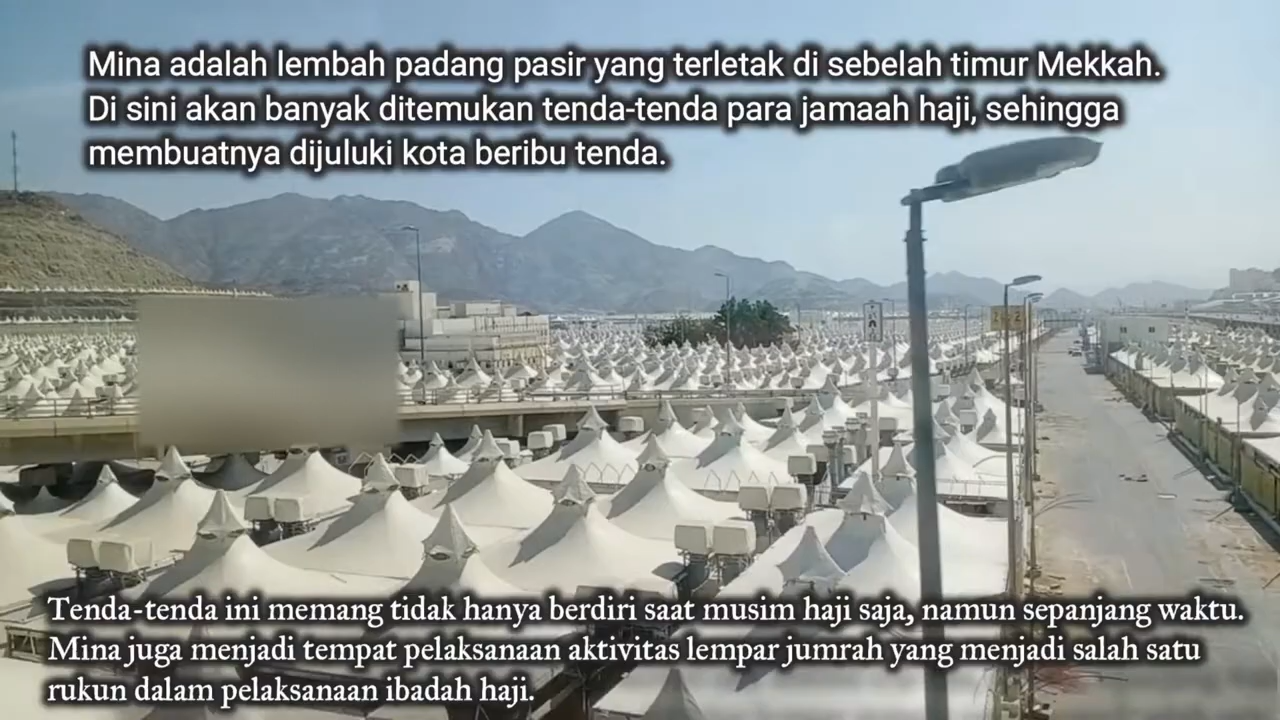 Mina adalah lembah padang pasir yang terletak di sebelah timur Mekkah.
Di sini akan banyak ditemukan tenda-tenda para jamaah haji, sehingga
membuatnya dijuluki kota beribu tenda.
Tenda-tenda ini memang tidak hanya berdiri saat musim haji saja, namun sepanjang waktu.
Mina juga menjadi tempat pelaksanaan aktivitas lempar jumrah yang menjadi salah satu
rukun dalam pelaksanaan ibadah haji.